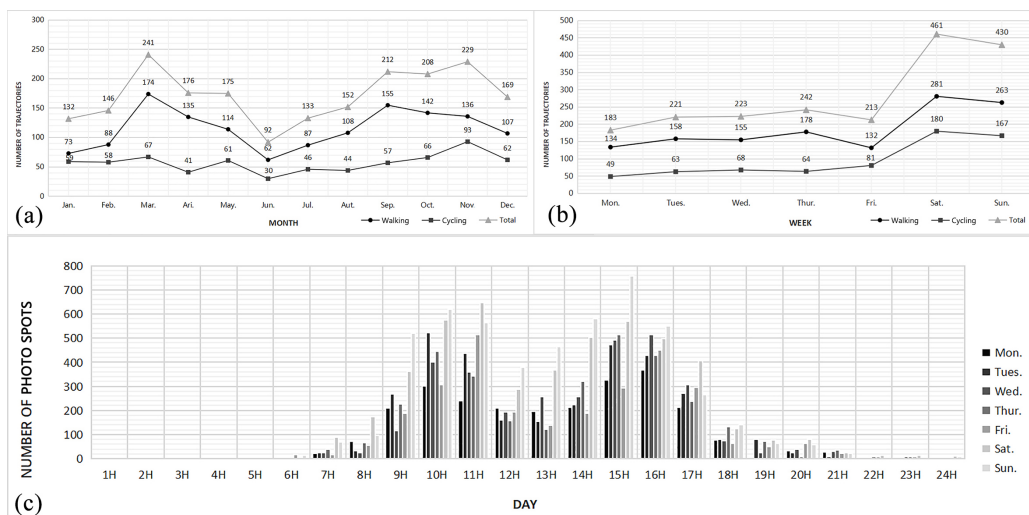 300
250
200
150
100
50
0
NUMBER OF TRAJECTORIES
132 146 241 176 175 92 133 152 212 208 229 169
73 88 174 135 114 62 87 108 155 142 136 107
59 58 67 41 61 30 46 44 57 66 93 62
Jan. Feb. Mar. Ari. May. Jun. Jul. Aut. Sep. Oct. Nov. Dec.
(a) MONTH
Walking Cycling Total
500
450
400
350
300
250
200
150
100
50
0
NUMBER OF TRAJECTORIES
183 221 223 242 213 461 430
134 158 155 178 132 281 263
49 63 68 64 81 180 167
Mon. Tues. Wed. Thur. Fri. Sat. Sun.
(b) WEEK
Walking Cycling Total
800
700
600
500
400
300
200
100
0
NUMBER OF PHOTO SPOTS
1H 2H 3H 4H 5H 6H 7H 8H 9H 10H 11H 12H 13H 14H 15H 16H 17H 18H 19H 20H 21H 22H 23H 24H
(c) DAY
Mon.
Tues.
Wed.
Thur.
Fri.
Sat.
Sun.